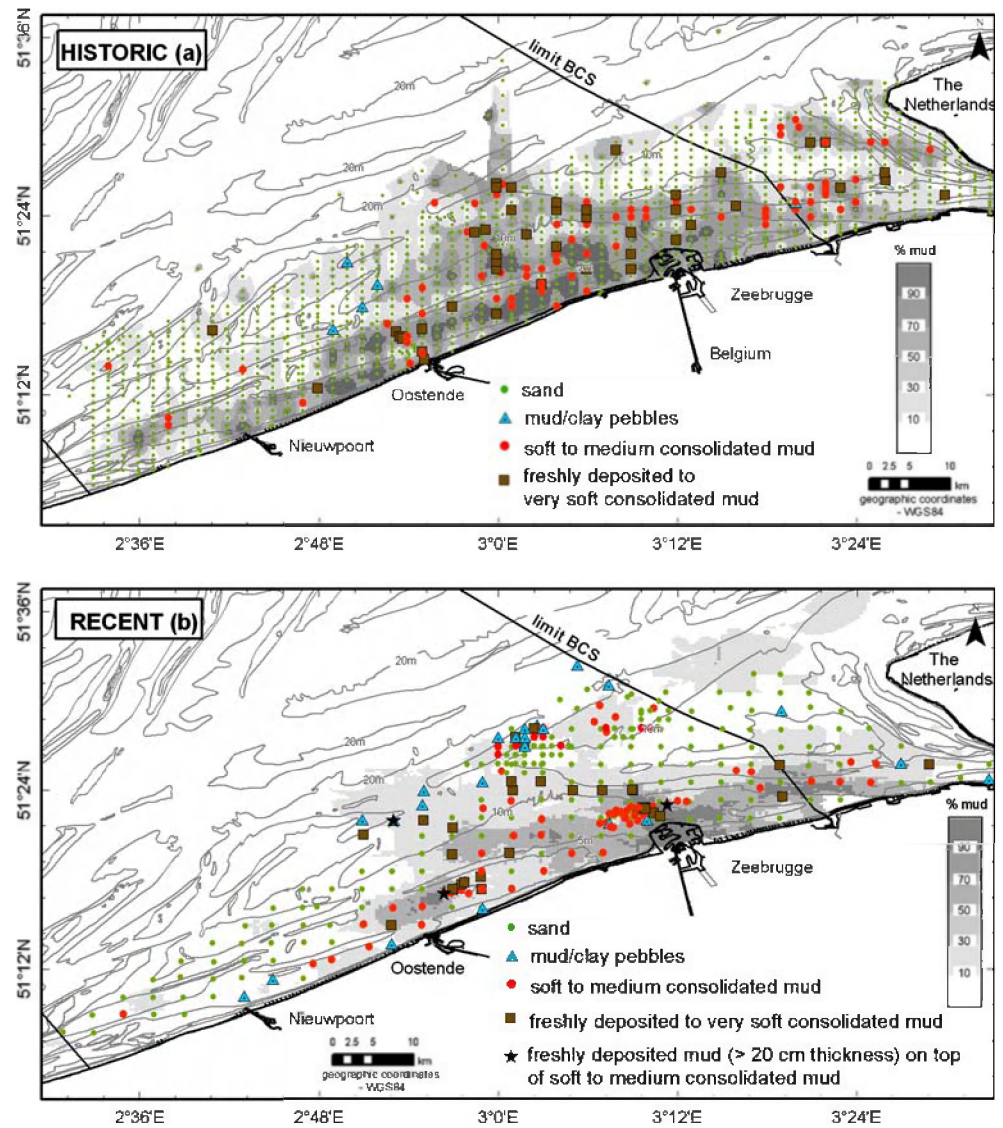 HISTORIC (a)
limit BCS
The
Netherlands
20m
20m
20m
10m
10m
Zeebrugge
Belgium
Oostende
Nieuwpoort
sand
mud/clay pebbles
soft to medium consolidated mud
freshly deposited to
very soft consolidated mud
% mud
90
70
50
30
10
0 2.5 5 10
km
geographic coordinates
- WGS84
51°36'N
51°24'N
51°12'N
2°36'E
2°48'E
3°0'E
3°12'E
3°24'E
RECENT (b)
limit BCS
The
Netherlands
20m
20m
20m
10m
10m
5m
Zeebrugge
Oostende
Nieuwpoort
sand
mud/clay pebbles
soft to medium consolidated mud
freshly deposited to very soft consolidated mud
freshly deposited mud (> 20 cm thickness) on top
of soft to medium consolidated mud
% mud
90
70
50
30
10
0 2.5 5 10
km
geographic coordinates
- WGS84
51°36'N
51°24'N
51°12'N
2°36'E
2°48'E
3°0'E
3°12'E
3°24'E